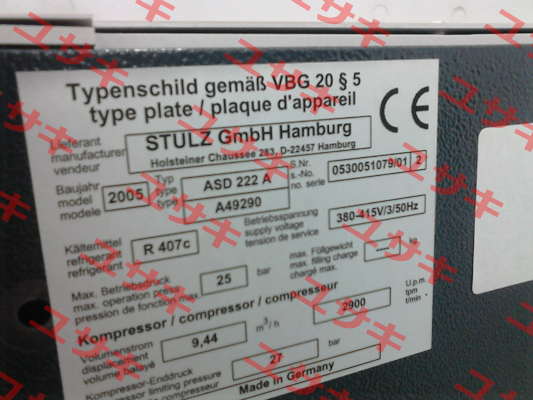 Typenschild gemäß VBG 20 § 5
type plate / plaque d'appareil
CE
Lieferant
manufacturer
vendeur
STULZ GmbH Hamburg
Holsteiner Chaussee 283, D-22457 Hamburg
Baujahr
model
modele
2005
Typ
type
type
ASD 222 A
A49290
S.Nr.
s.-No.
no. serie
0530051079/01 2
Betriebsspannung
supply voltage
tension de service
380-415V/3/50Hz
Kältemittel
refrigerant
refrigerant
R 407c
Max. Betriebsdruck
max. operation press.
pression de fonction max.
25
bar
max. Füllgewicht
max. filling charge
charge max.
----
kg
Kompressor / compressor / compresseur
Volumenstrom
displacement
volume balayé
9,44
m³/h
2900
U.p.m.
rpm
t/min.
Kompressor-Enddruck
limiting pressure
27
bar
Made in Germany
ユサキ